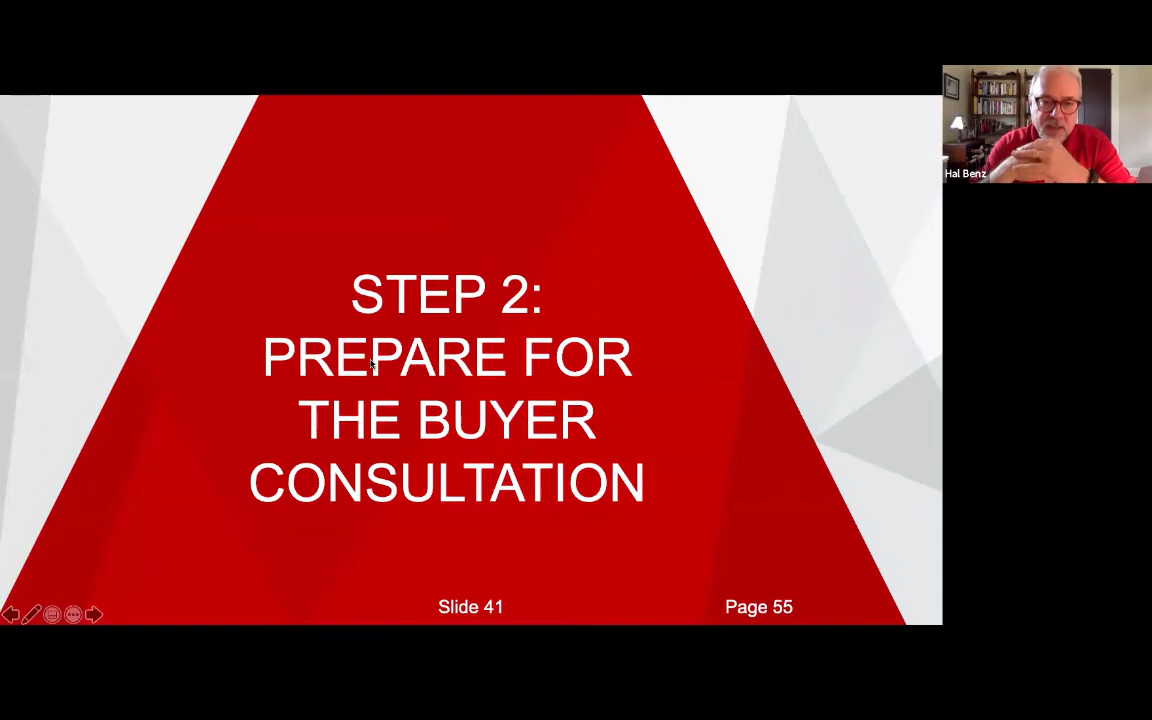 STEP 2:
PREPARE FOR
THE BUYER
CONSULTATION
Slide 41
Page 55
Hal Benz